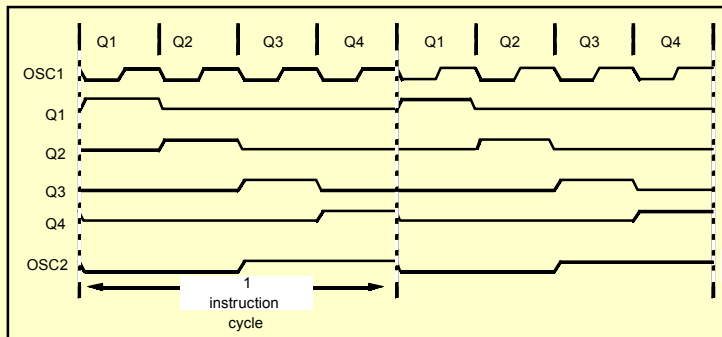 Q1 Q2 Q3 Q4 Q1 Q2 Q3 Q4
OSC1
Q1
Q2
Q3
Q4
OSC2
1
instruction
cycle